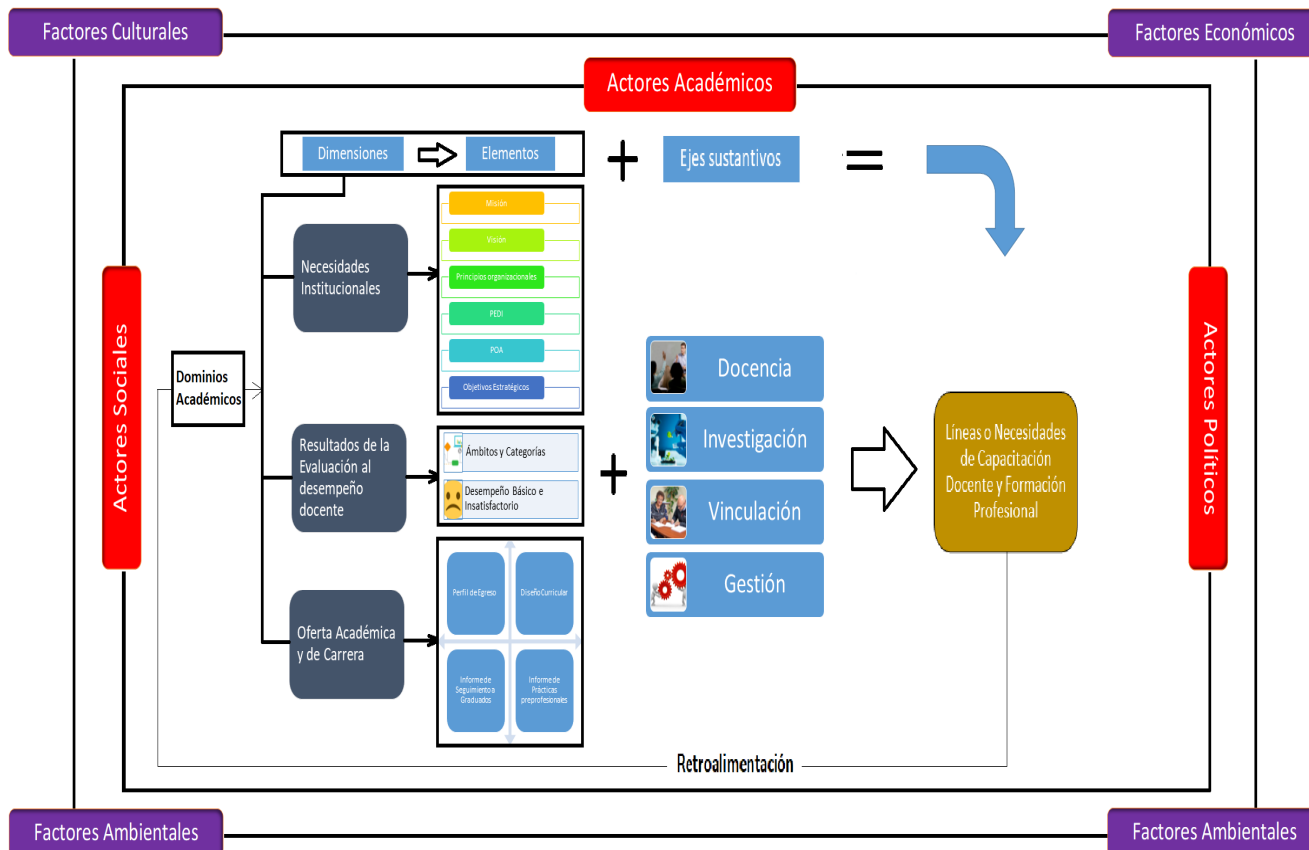 Factores Culturales
Factores Económicos
Actores Académicos
Dimensiones
Elementos
+
Ejes sustantivos
=
Misión
Visión
Necesidades
Institucionales
Principios organizacionales
PEDI
POA
Objetivos Estratégicos
Actores Sociales
Actores Políticos
Dominios
Académicos
Resultados de la
Evaluación al
desempeño
docente
Ámbitos y Categorías
Desempeño Básico e
Insatisfactorio
+
Docencia
Investigación
Vinculación
Gestión
Líneas o Necesidades
de Capacitación
Docente y Formación
Profesional
Oferta Académica
y de Carrera
Perfil de Egreso
Diseño Curricular
Informe de
Seguimiento a
Graduados
Informe de
Prácticas
preprofesionales
Retroalimentación
Factores Ambientales
Factores Ambientales